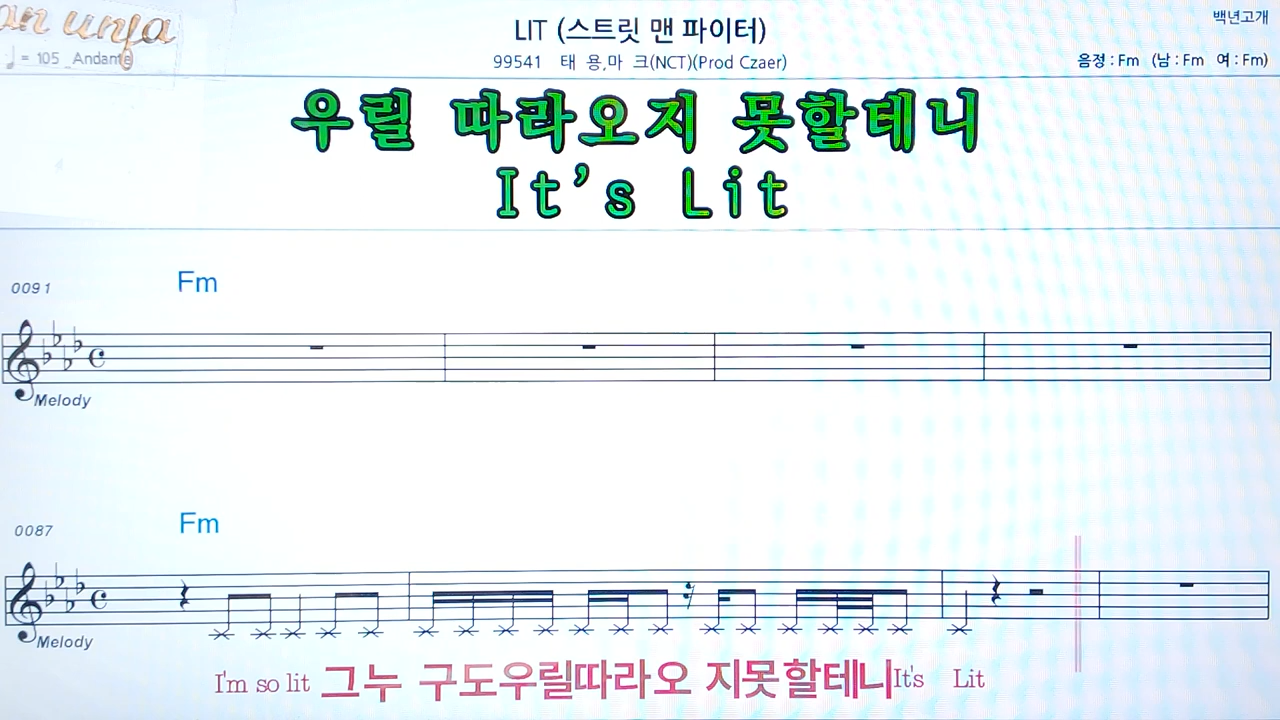 백년고개
LIT (스트릿 맨 파이터)
= 105 Andante
99541 태 용,마 크(NCT)(Prod Czaer)
음정 : Fm (남 : Fm 여 : Fm)
우릴 따라오지 못할테니
It's Lit
0091
Fm
Melody
0087
Fm
Melody
I'm so lit 그누 구도우릴따라오 지못할테니It's Lit